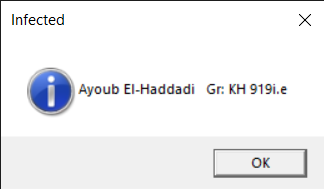 Infected
Ayoub El-Haddadi   Gr: KH 919i.e
OK